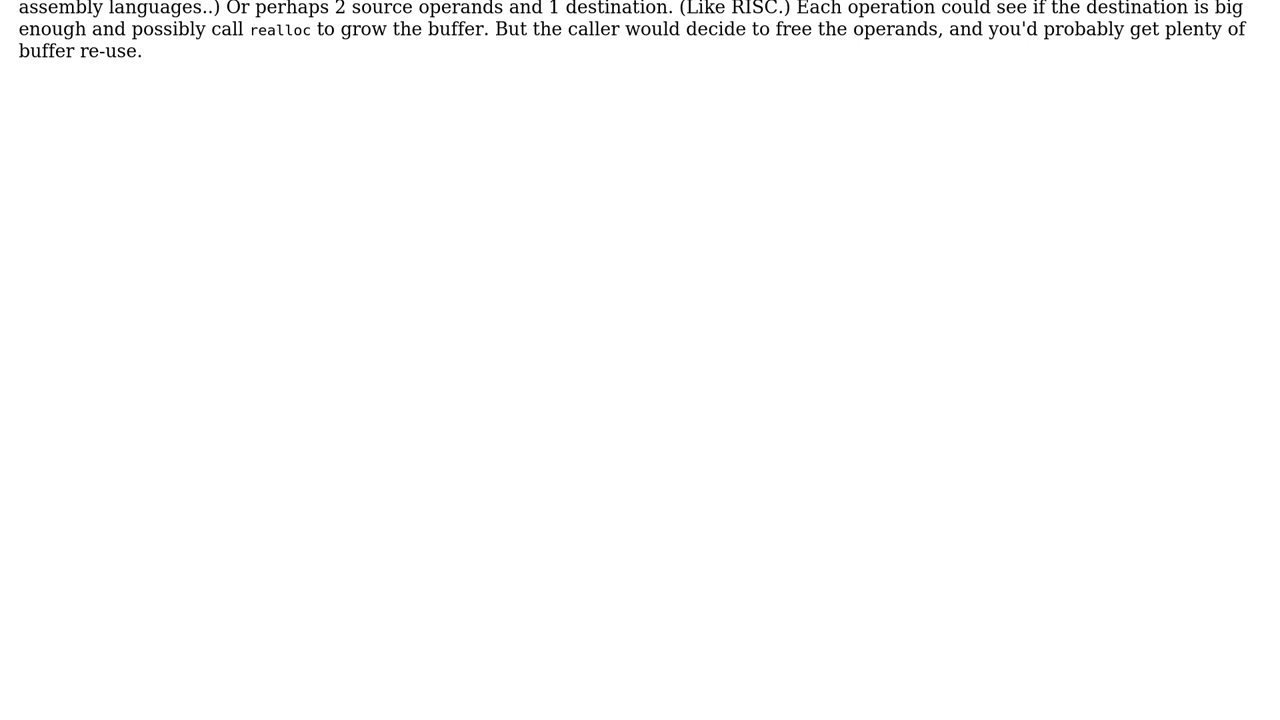 assembly languages..) Or perhaps 2 source operands and 1 destination. (Like RISC.) Each operation could see if the destination is big
enough and possibly call realloc to grow the buffer. But the caller would decide to free the operands, and you'd probably get plenty of
buffer re-use.